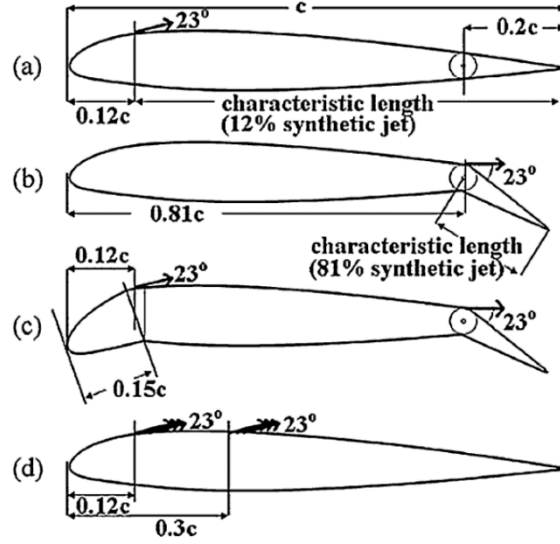 c
23°
0.2c
(a)
0.12c
characteristic length
(12% synthetic jet)
(b)
23°
0.81c
characteristic length
(81% synthetic jet)
0.12c
23°
(c)
23°
0.15c
23°
23°
(d)
0.12c
0.3c